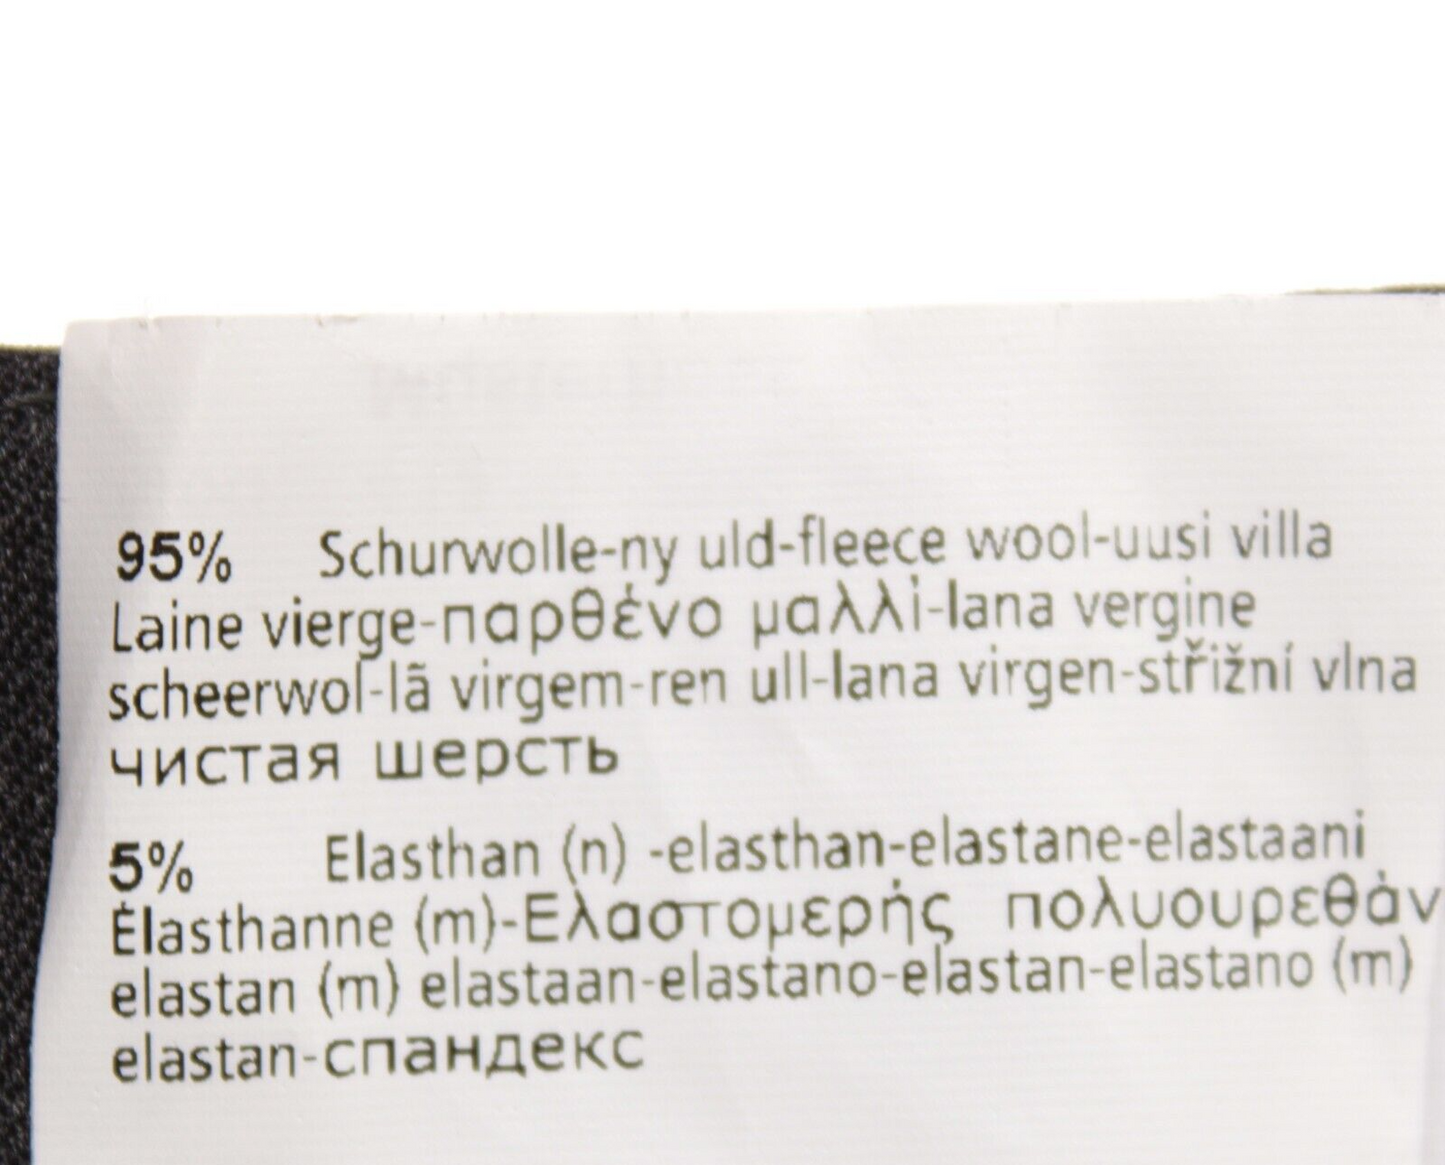 95% Schurwolle-ny uld-fleece wool-uusi villa
Laine vierge-παρθένο μαλλί-lana vergine
scheerwol-lã virgem-ren ull-lana virgen-střižní vlna
чистая шерсть
5% Elasthan (n) -elasthan-elastane-elastaani
Élasthanne (m)-Ελαστομερής πολυουρεθάν
elastan (m) elastaan-elastano-elastan-elastano (m)
elastan-спандекс